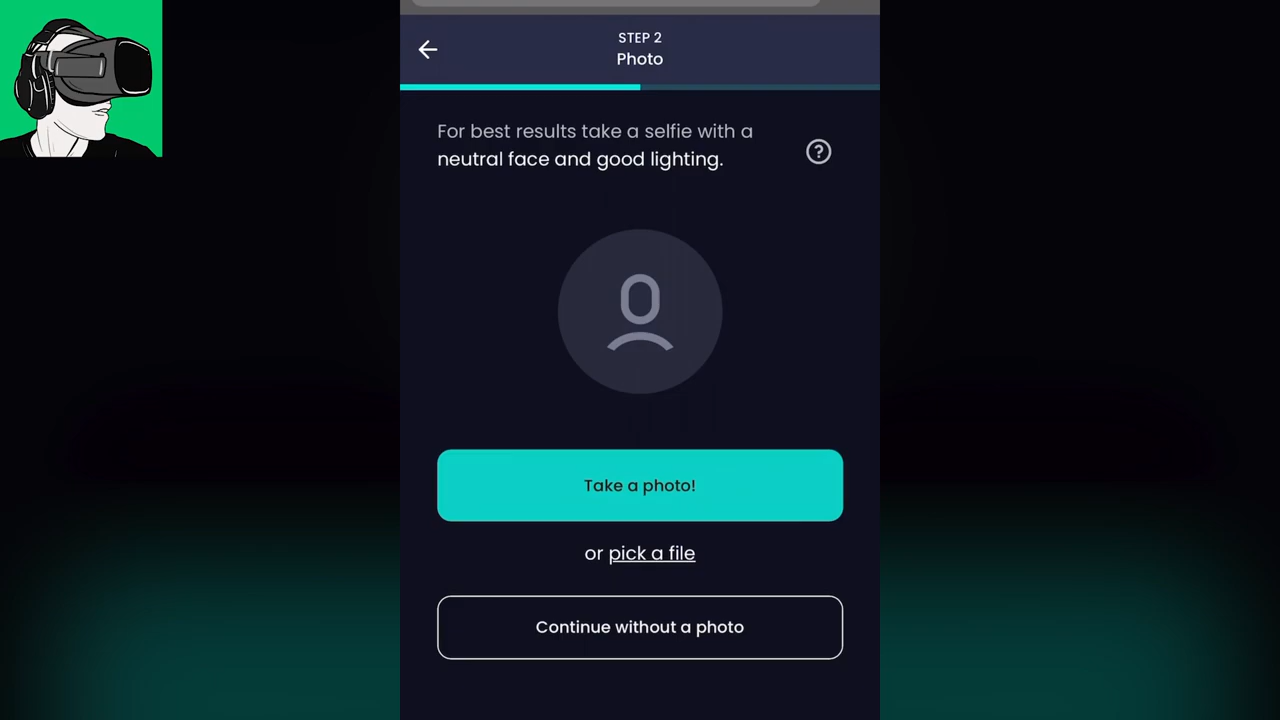 STEP 2
Photo
For best results take a selfie with a
neutral face and good lighting.
Take a photo!
or pick a file
Continue without a photo